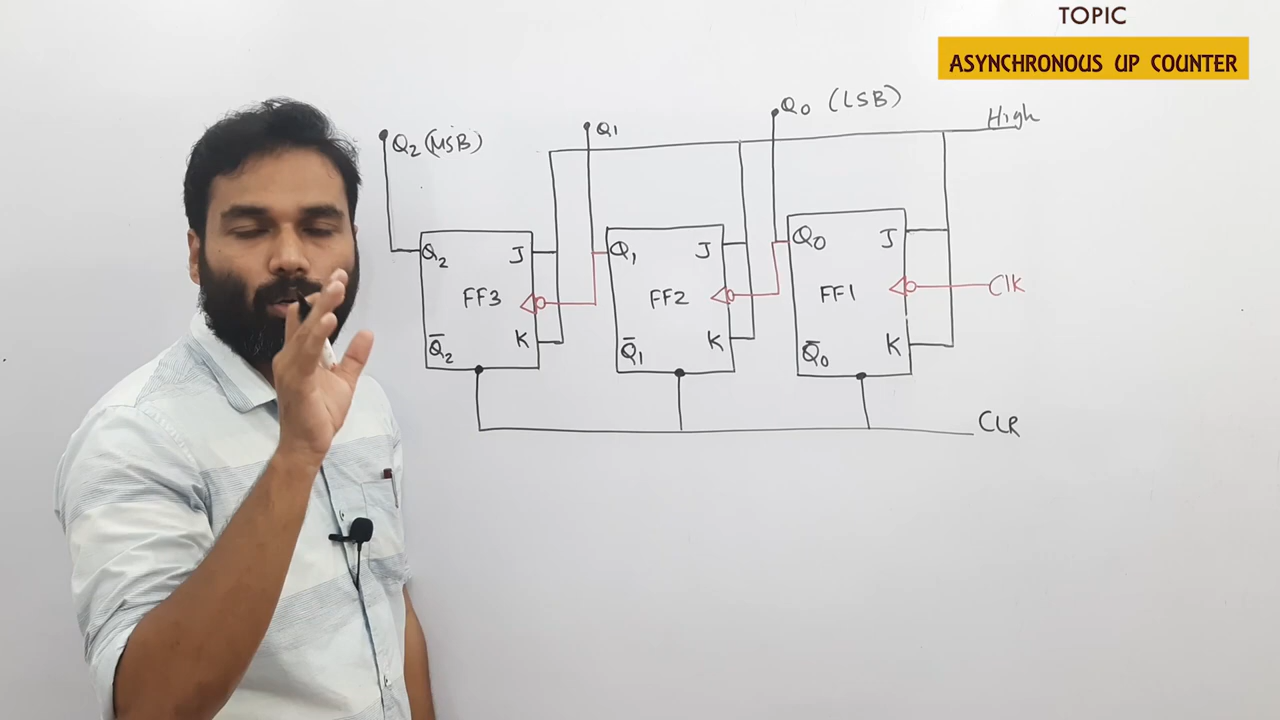 TOPIC
ASYNCHRONOUS UP COUNTER
Q2 (MSB)
Q1
Q0 (LSB)
High
Q2
J
FF3
Q̅2
K
Q1
J
FF2
Q̅1
K
Q0
J
FF1
Clk
Q̅0
K
CLR